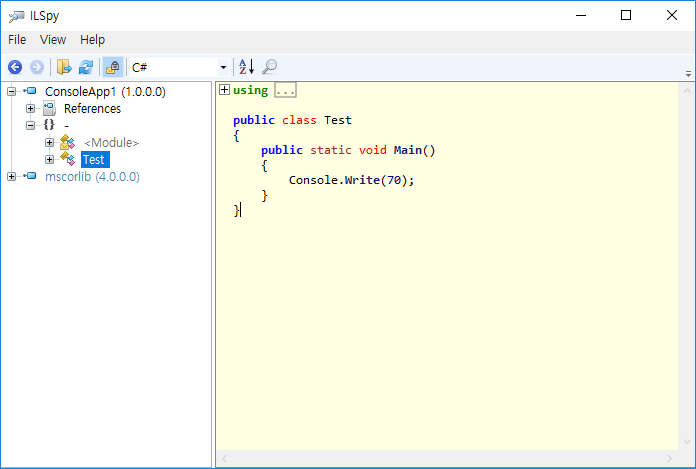 ILSpy
File View Help
C# A Z
ConsoleApp1 (1.0.0.0)
References
{} -
<Module>
Test
mscorlib (4.0.0.0)
using ...
public class Test
{
public static void Main()
{
Console.Write(70);
}
}